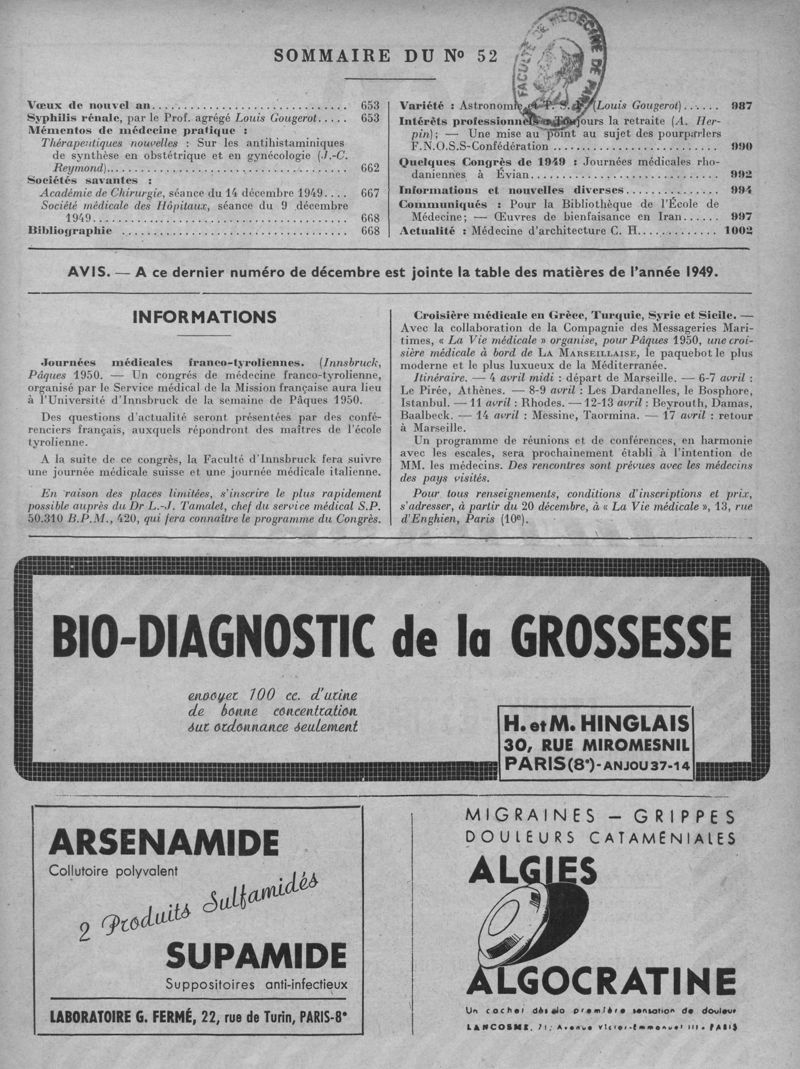 SOMMAIRE DU Nº 52
FACULTÉ DE MÉDECINE DE PARIS
Vœux de nouvel an............................. 653
Syphilis rénale, par le Prof. agrégé Louis Gougerot..... 653
Mémentos de médecine pratique :
Thérapeutiques nouvelles : Sur les antihistaminiques
de synthèse en obstétrique et en gynécologie (J.-C.
Reymond)................................... 662
Sociétés savantes :
Académie de Chirurgie, séance du 14 décembre 1949.... 667
Société médicale des Hôpitaux, séance du 9 décembre
1949...................................... 668
Bibliographie .................................. 668
Variété : Astronomie (Louis Gougerot)...... 987
Intérêts professionnels jours la retraite (A. Her-
pin); — Une mise au point au sujet des pourparlers
F.N.O.S.S-Confédération ........................ 990
Quelques Congrès de 1949 : Journées médicales rho-
daniennes à Évian............................ 992
Informations et nouvelles diverses.............. 994
Communiqués : Pour la Bibliothèque de l'École de
Médecine; — Œuvres de bienfaisance en Iran...... 997
Actualité : Médecine d'architecture C. H............ 1002
AVIS. — A ce dernier numéro de décembre est jointe la table des matières de l'année 1949.
INFORMATIONS
Journées médicales franco-tyroliennes. (Innsbruck,
Pâques 1950. — Un congrés de médecine franco-tyrolienne,
organisé par le Service médical de la Mission française aura lieu
à l'Université d'Innsbruck de la semaine de Pâques 1950.
Des questions d'actualité seront présentées par des confé-
renciers français, auxquels répondront des maîtres de l'école
tyrolienne.
A la suite de ce congrès, la Faculté d'Innsbruck fera suivre
une journée médicale suisse et une journée médicale italienne.
En raison des places limitées, s'inscrire le plus rapidement
possible auprès du Dr L.-J. Tamalet, chef du service médical S.P.
50.310 B.P.M., 420, qui fera connaître le programme du Congrès.
Croisière médicale en Grèce, Turquie, Syrie et Sicile. —
Avec la collaboration de la Compagnie des Messageries Mari-
times, « La Vie médicale » organise, pour Pâques 1950, une croi-
sière médicale à bord de LA MARSEILLAISE, le paquebot le plus
moderne et le plus luxueux de la Méditerranée.
Itinéraire. — 4 avril midi : départ de Marseille. — 6-7 avril :
Le Pirée, Athènes. — 8-9 avril : Les Dardanelles, le Bosphore,
Istanbul. — 11 avril : Rhodes. — 12-13 avril : Beyrouth, Damas,
Baalbeck. — 14 avril : Messine, Taormina. — 17 avril : retour
à Marseille.
Un programme de réunions et de conférences, en harmonie
avec les escales, sera prochainement établi à l'intention de
MM. les médecins. Des rencontres sont prévues avec les médecins
des pays visités.
Pour tous renseignements, conditions d'inscriptions et prix,
s'adresser, à partir du 20 décembre, à « La Vie médicale », 13, rue
d'Enghien, Paris (10e).
BIO-DIAGNOSTIC de la GROSSESSE
envoyer 100 cc. d'urine
de bonne concentration
sur ordonnance seulement
H. et M. HINGLAIS
30, RUE MIROMESNIL
PARIS (8e) - ANJOU 37-14
ARSENAMIDE
Collutoire polyvalent
2 Produits Sulfamidés
SUPAMIDE
Suppositoires anti-infectieux
LABORATOIRE G. FERMÉ, 22, rue de Turin, PARIS-8e
MIGRAINES – GRIPPES
DOULEURS CATAMÉNIALES
ALGIES
ALGOCRATINE
Un cachet dès la première sensation de douleur
LANCOSME, 71, Avenue Victor-Emmanuel III - PARIS